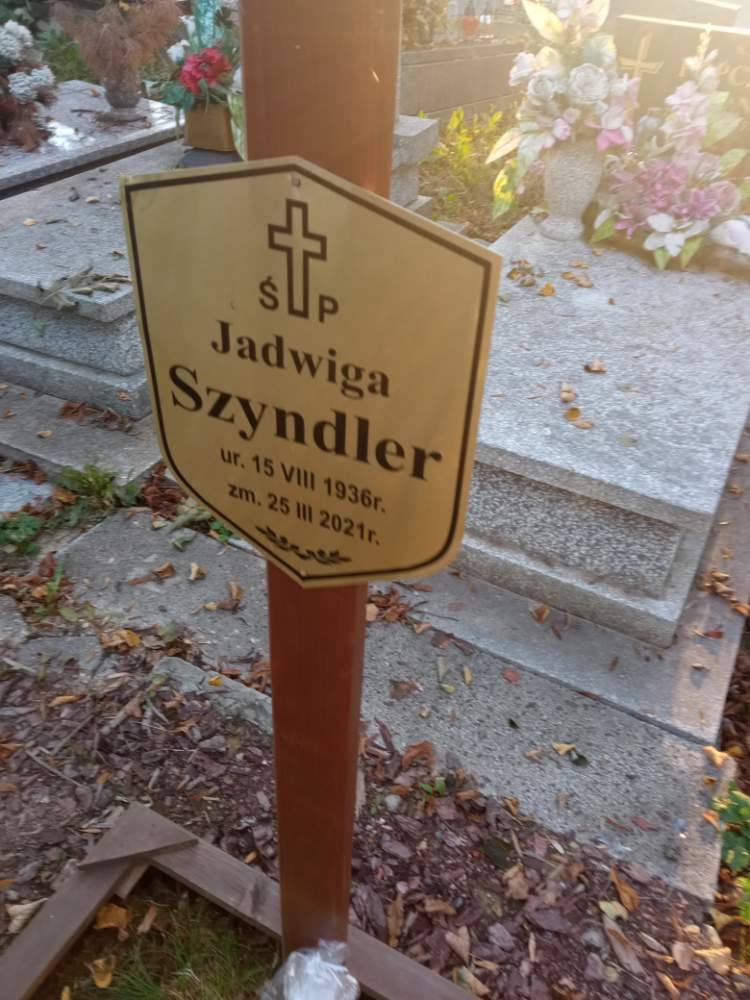 Ś P
Jadwiga
Szyndler
ur. 15 VIII 1936r.
zm. 25 III 2021r.